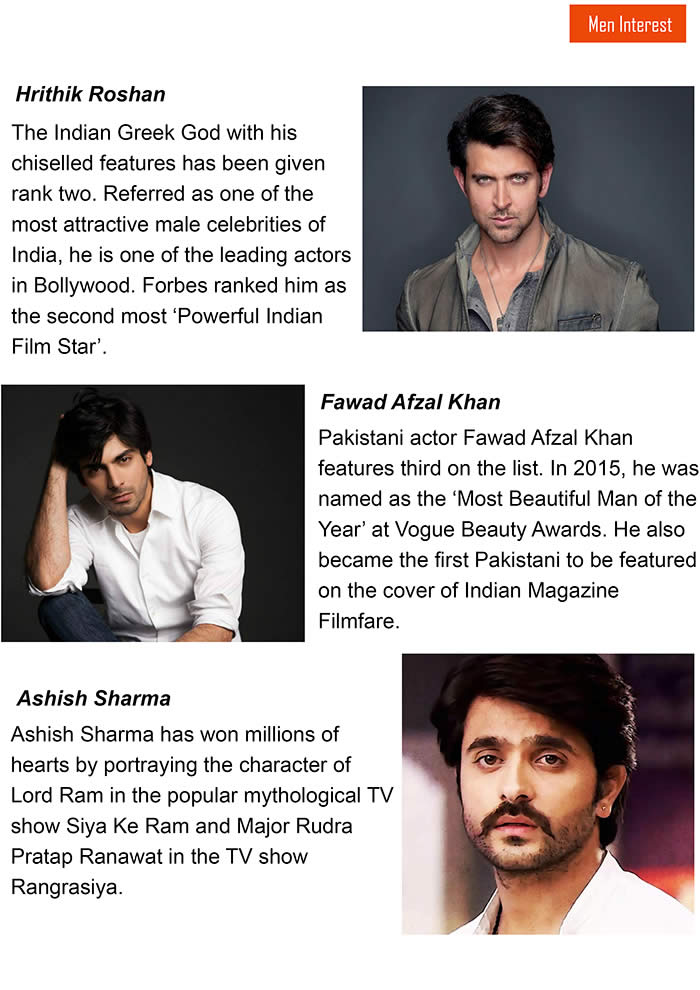 Men Interest
Hrithik Roshan
The Indian Greek God with his
chiselled features has been given
rank two. Referred as one of the
most attractive male celebrities of
India, he is one of the leading actors
in Bollywood. Forbes ranked him as
the second most ‘Powerful Indian
Film Star’.
Fawad Afzal Khan
Pakistani actor Fawad Afzal Khan
features third on the list. In 2015, he was
named as the ‘Most Beautiful Man of the
Year’ at Vogue Beauty Awards. He also
became the first Pakistani to be featured
on the cover of Indian Magazine
Filmfare.
Ashish Sharma
Ashish Sharma has won millions of
hearts by portraying the character of
Lord Ram in the popular mythological TV
show Siya Ke Ram and Major Rudra
Pratap Ranawat in the TV show
Rangrasiya.